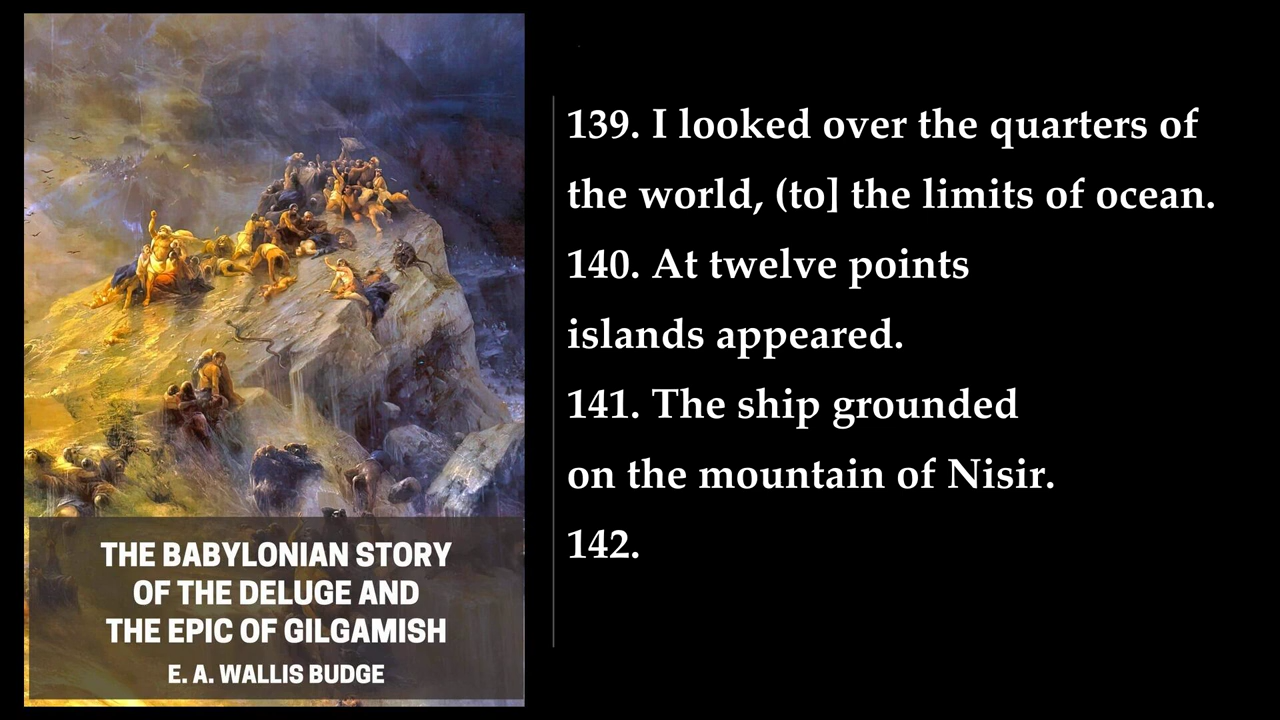 THE BABYLONIAN STORY
OF THE DELUGE AND
THE EPIC OF GILGAMISH
E. A. WALLIS BUDGE
139. I looked over the quarters of
the world, (to] the limits of ocean.
140. At twelve points
islands appeared.
141. The ship grounded
on the mountain of Nisir.
142.